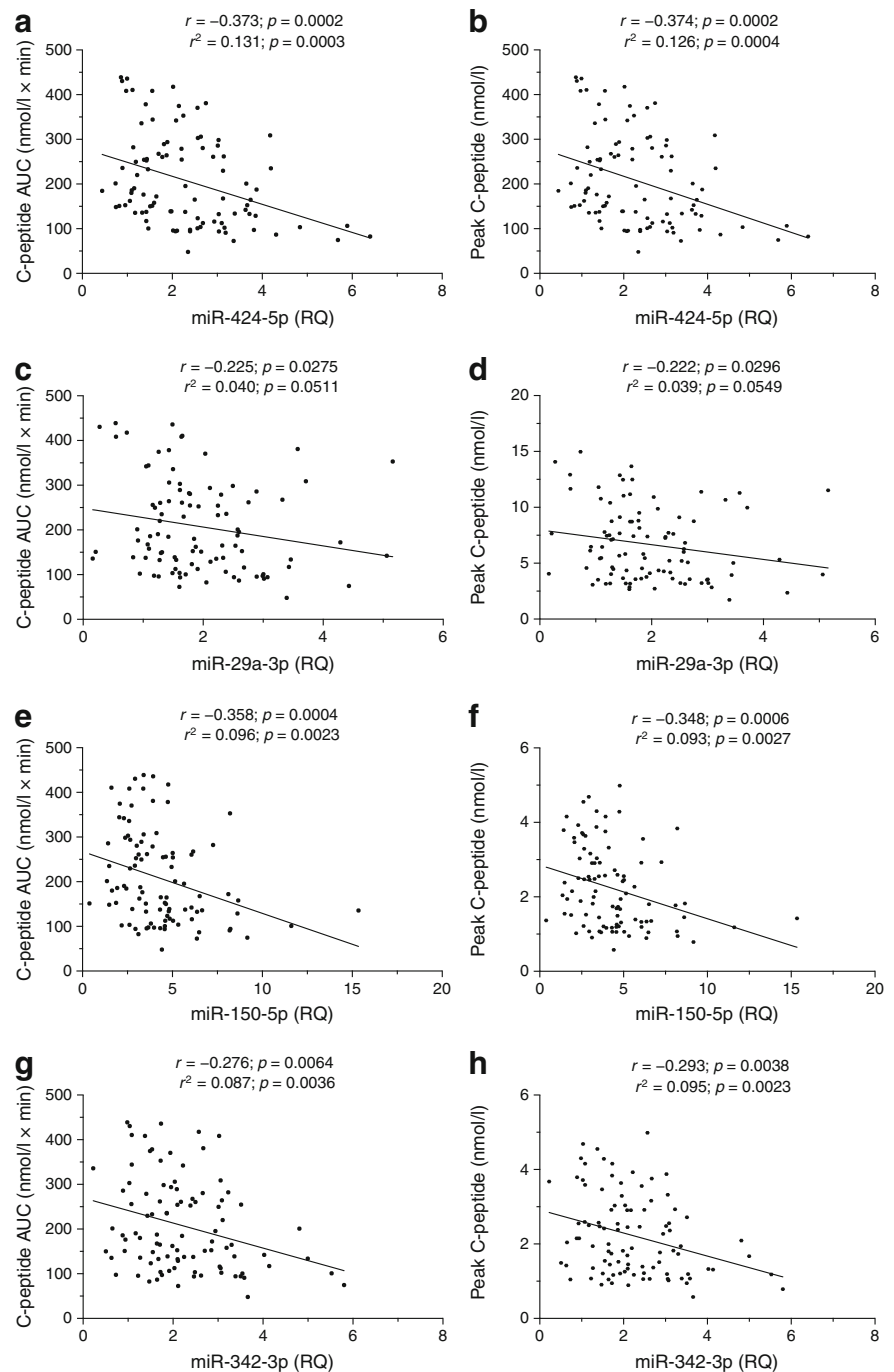 a
r = −0.373; p = 0.0002
r² = 0.131; p = 0.0003
C-peptide AUC (nmol/l × min)
500
400
300
200
100
0
0 2 4 6 8
miR-424-5p (RQ)
b
r = −0.374; p = 0.0002
r² = 0.126; p = 0.0004
Peak C-peptide (nmol/l)
500
400
300
200
100
0
0 2 4 6 8
miR-424-5p (RQ)
c
r = −0.225; p = 0.0275
r² = 0.040; p = 0.0511
C-peptide AUC (nmol/l × min)
500
400
300
200
100
0
0 2 4 6
miR-29a-3p (RQ)
d
r = −0.222; p = 0.0296
r² = 0.039; p = 0.0549
Peak C-peptide (nmol/l)
20
15
10
5
0
0 2 4 6
miR-29a-3p (RQ)
e
r = −0.358; p = 0.0004
r² = 0.096; p = 0.0023
C-peptide AUC (nmol/l × min)
500
400
300
200
100
0
0 5 10 15 20
miR-150-5p (RQ)
f
r = −0.348; p = 0.0006
r² = 0.093; p = 0.0027
Peak C-peptide (nmol/l)
6
4
2
0
0 5 10 15 20
miR-150-5p (RQ)
g
r = −0.276; p = 0.0064
r² = 0.087; p = 0.0036
C-peptide AUC (nmol/l × min)
500
400
300
200
100
0
0 2 4 6 8
miR-342-3p (RQ)
h
r = −0.293; p = 0.0038
r² = 0.095; p = 0.0023
Peak C-peptide (nmol/l)
6
4
2
0
0 2 4 6 8
miR-342-3p (RQ)